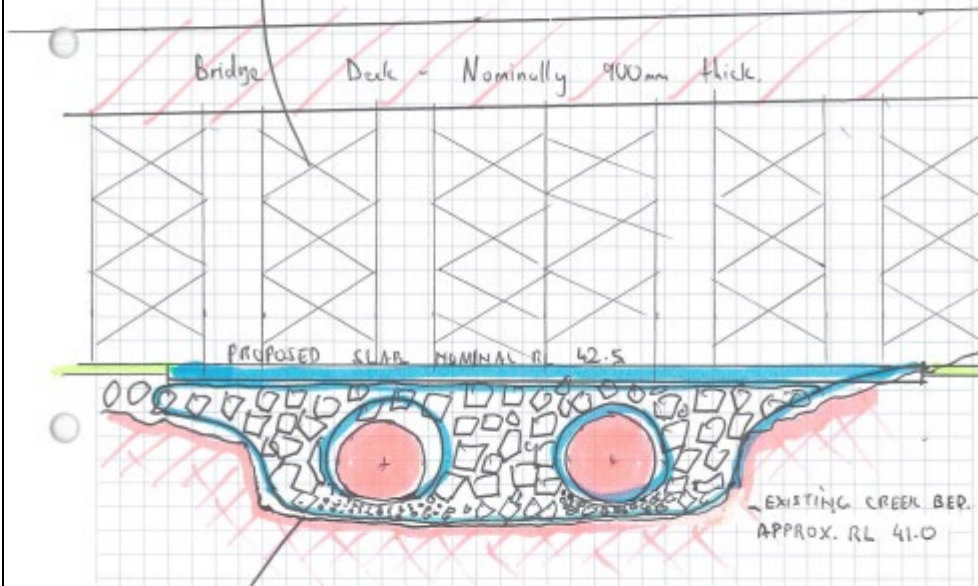 Bridge Deck - Nominally 900mm thick.
PROPOSED SLAB NOMINAL RL 42.5
EXISTING CREEK BED.
APPROX. RL 41.0